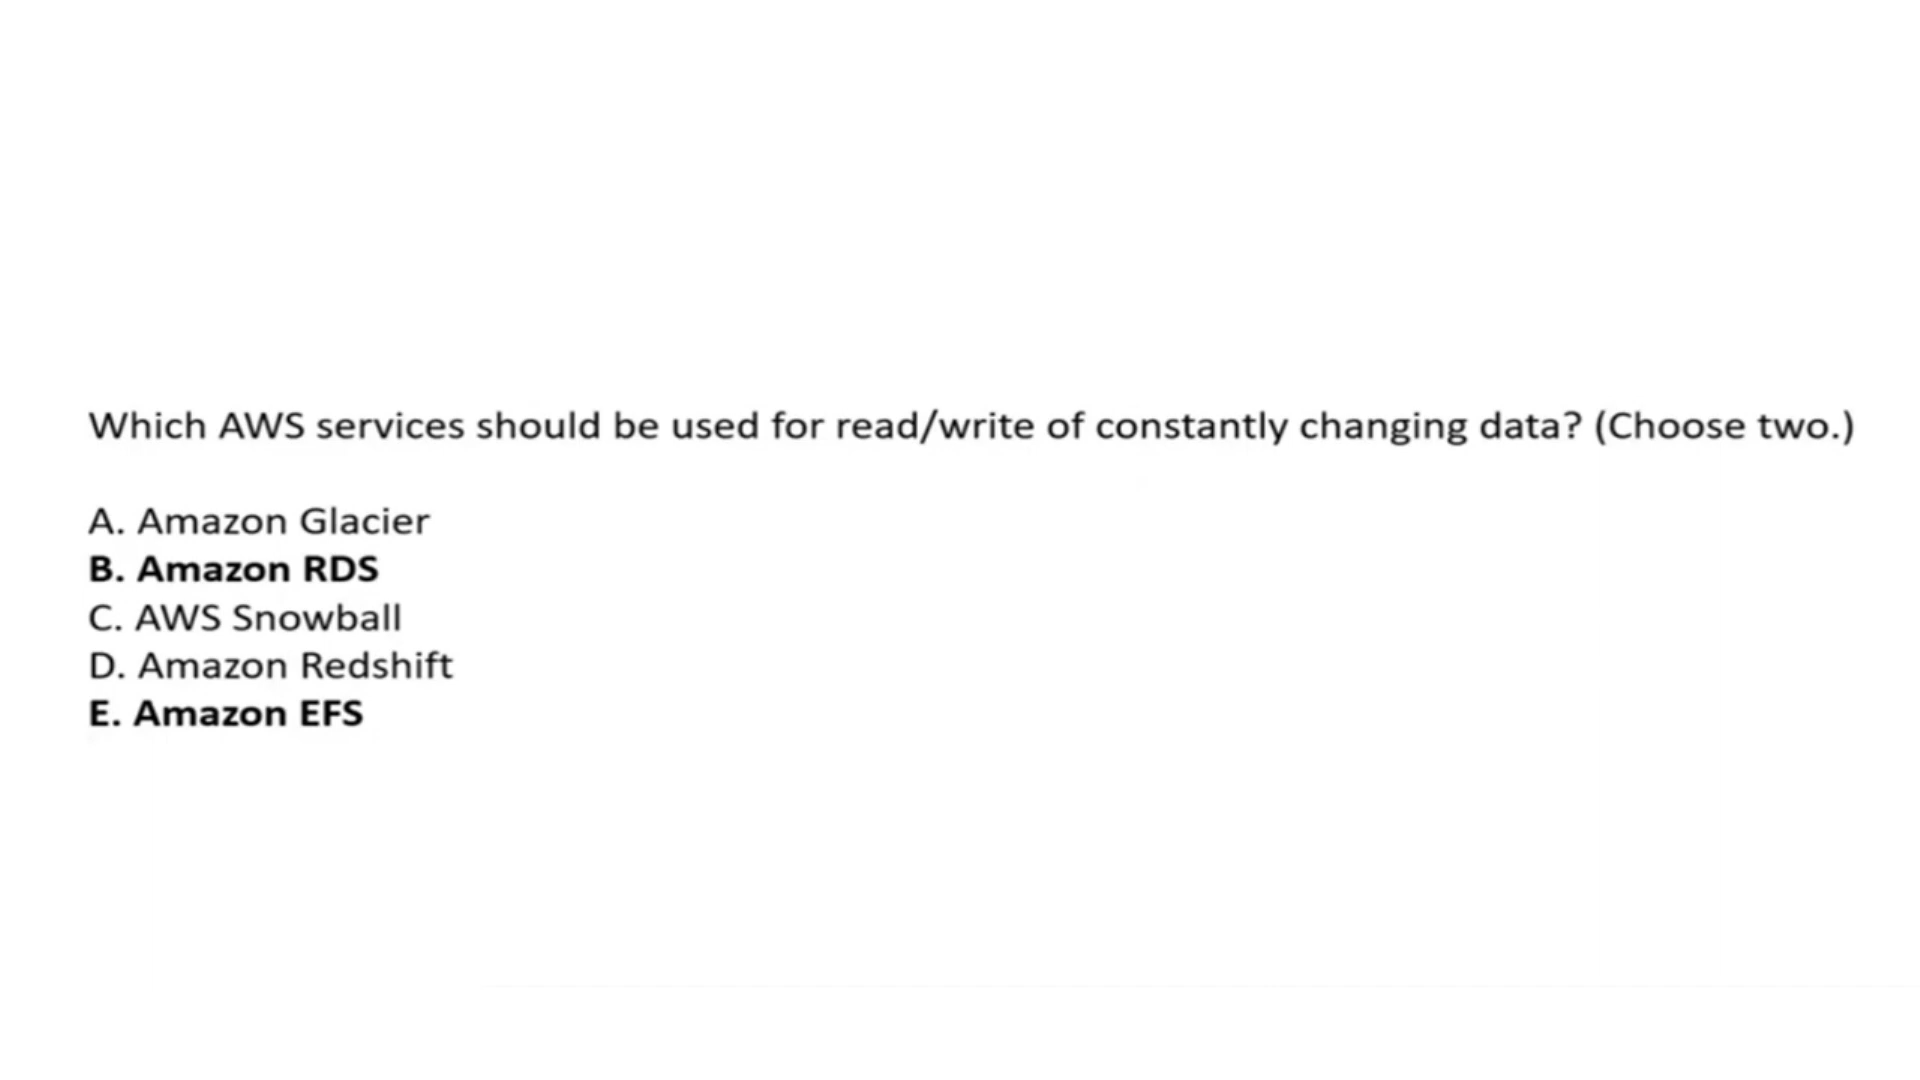 Which AWS services should be used for read/write of constantly changing data? (Choose two.)
A. Amazon Glacier
B. Amazon RDS
C. AWS Snowball
D. Amazon Redshift
E. Amazon EFS